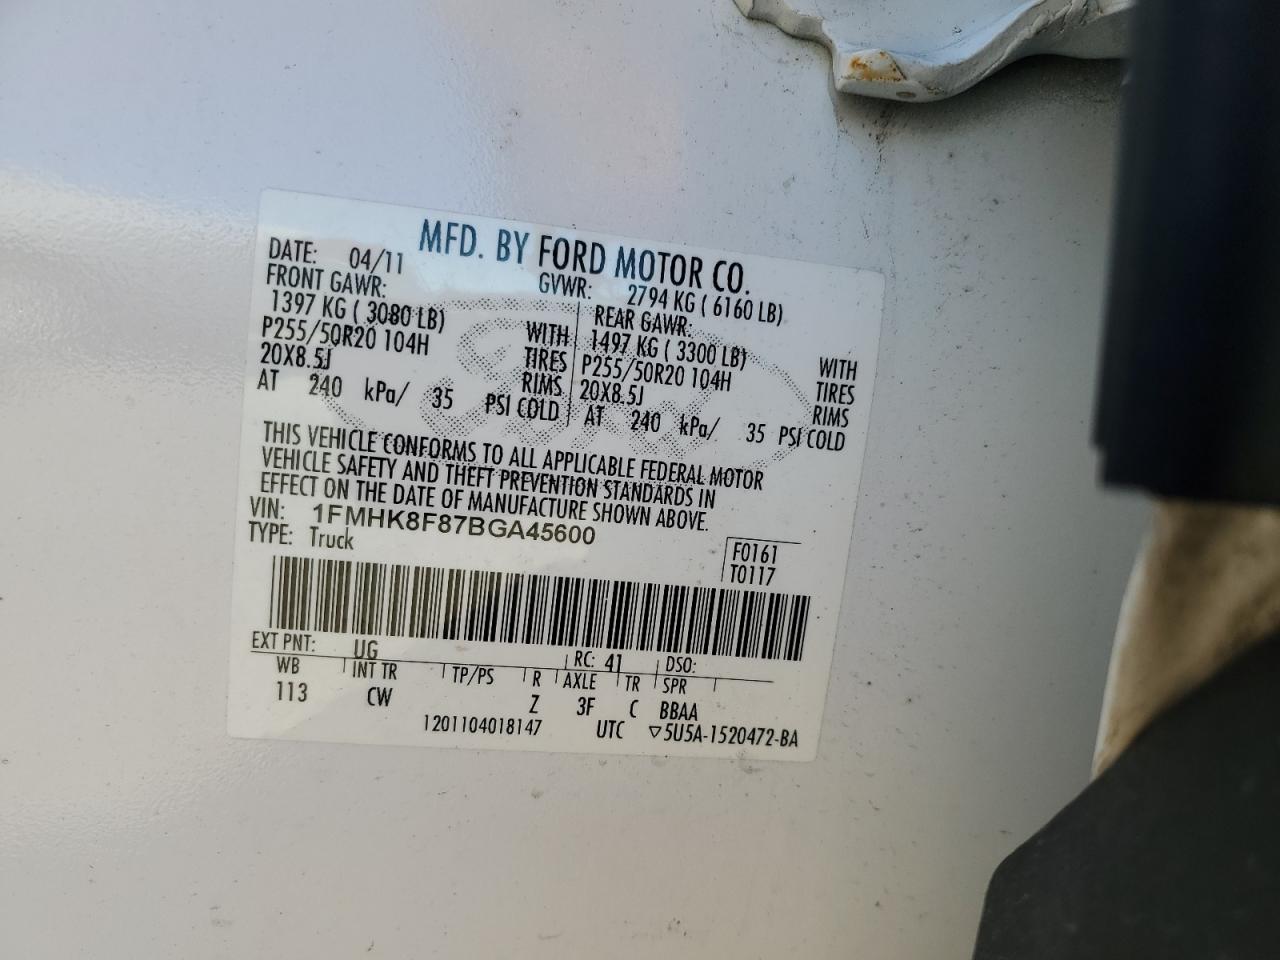 MFD. BY FORD MOTOR CO.
DATE: 04/11 GVWR: 2794 KG ( 6160 LB)
FRONT GAWR: REAR GAWR:
1397 KG ( 3080 LB) WITH 1497 KG ( 3300 LB) WITH
P255/50R20 104H TIRES P255/50R20 104H TIRES
20X8.5J RIMS 20X8.5J RIMS
AT 240 kPa/ 35 PSI COLD AT 240 kPa/ 35 PSI COLD
THIS VEHICLE CONFORMS TO ALL APPLICABLE FEDERAL MOTOR
VEHICLE SAFETY AND THEFT PREVENTION STANDARDS IN
EFFECT ON THE DATE OF MANUFACTURE SHOWN ABOVE.
VIN: 1FMHK8F87BGA45600
TYPE: Truck F0161
T0117
EXT PNT: UG RC: 41 DSO:
WB INT TR TP/PS R AXLE TR SPR
113 CW Z 3F C BBAA
1201104018147 UTC ▽5U5A-1520472-BA